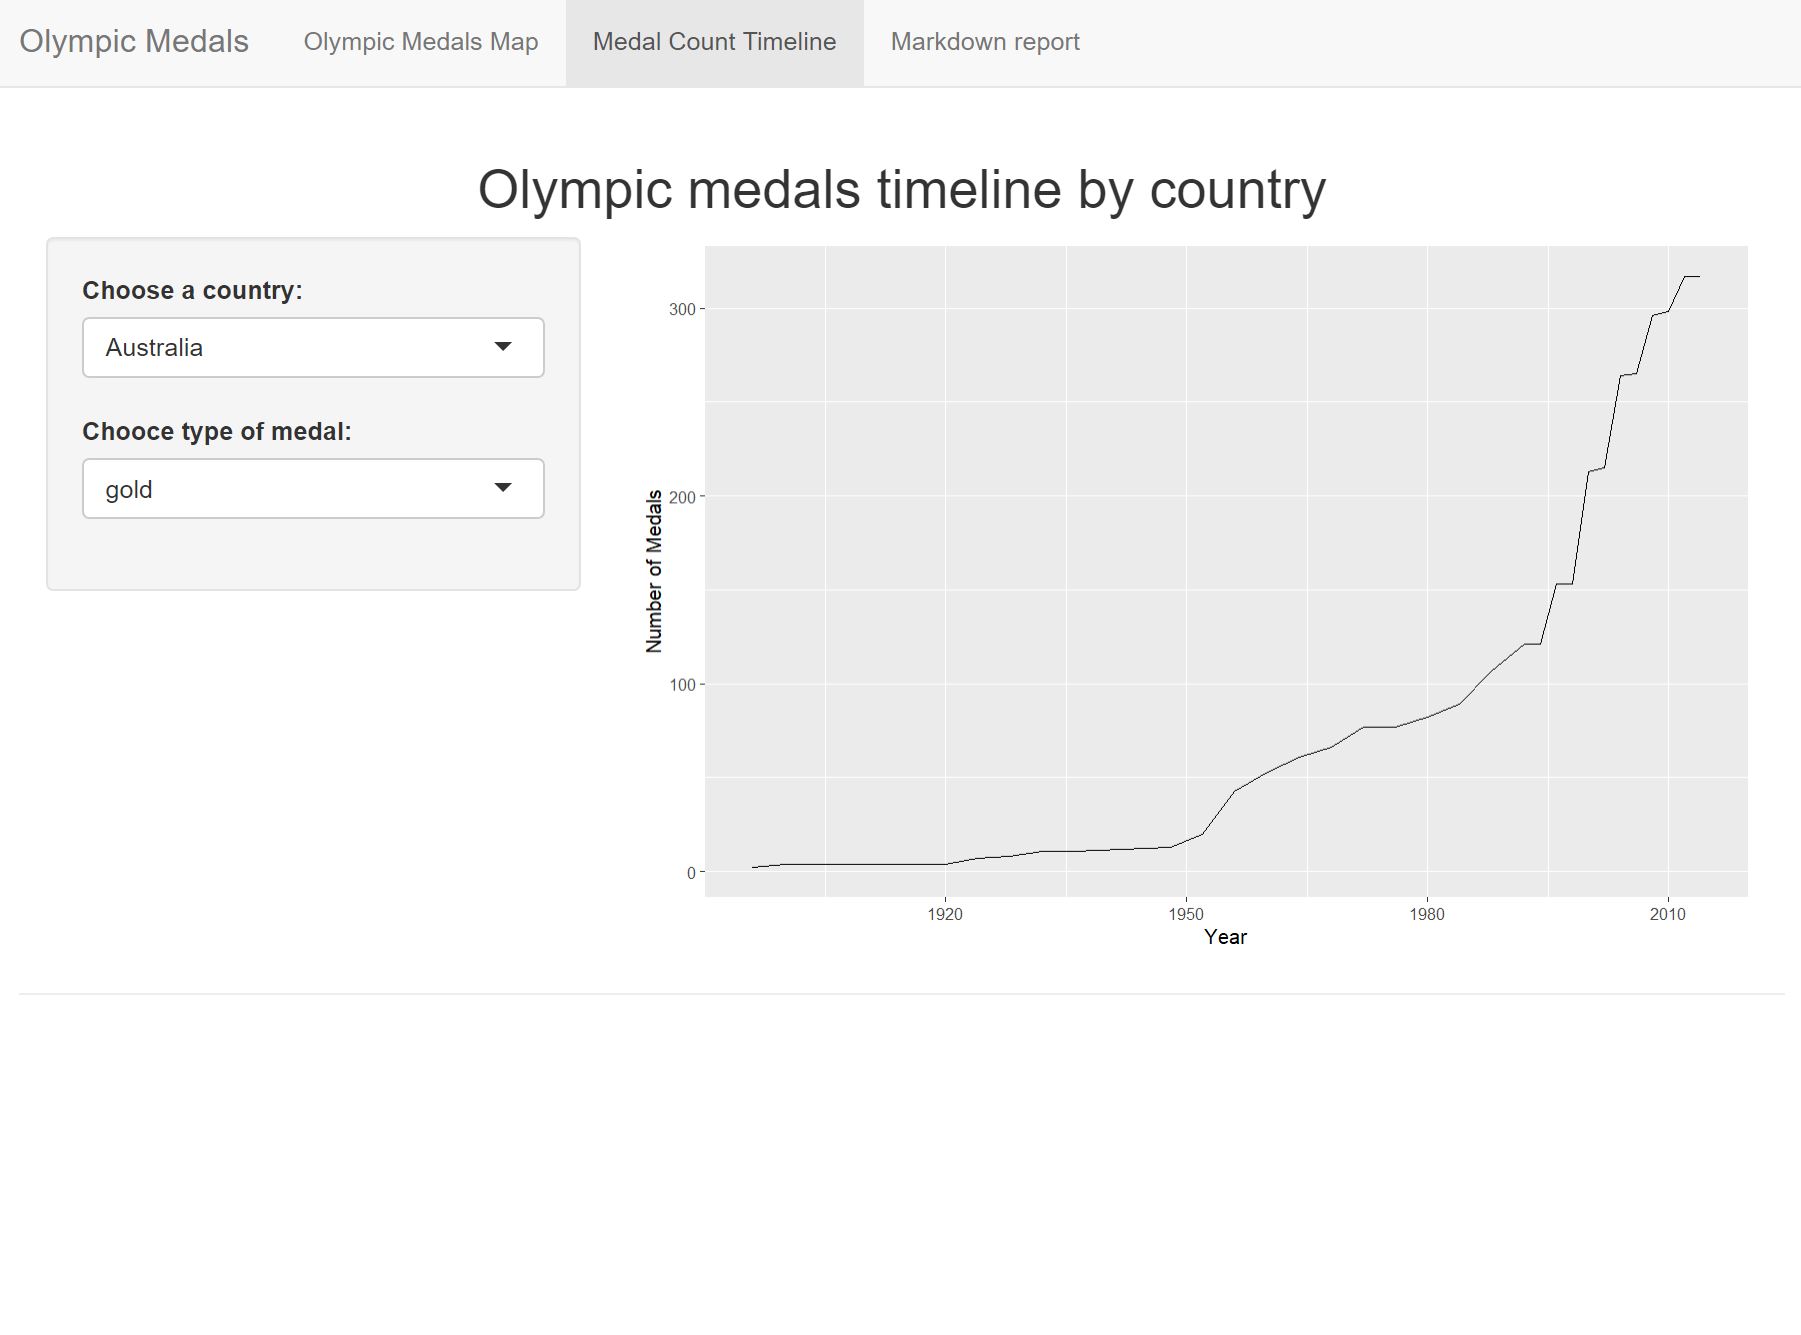 Olympic Medals
Olympic Medals Map
Medal Count Timeline
Markdown report
Olympic medals timeline by country
Choose a country:
Australia
Chooce type of medal:
gold
Number of Medals
300
200
100
0
1920
1950
1980
2010
Year